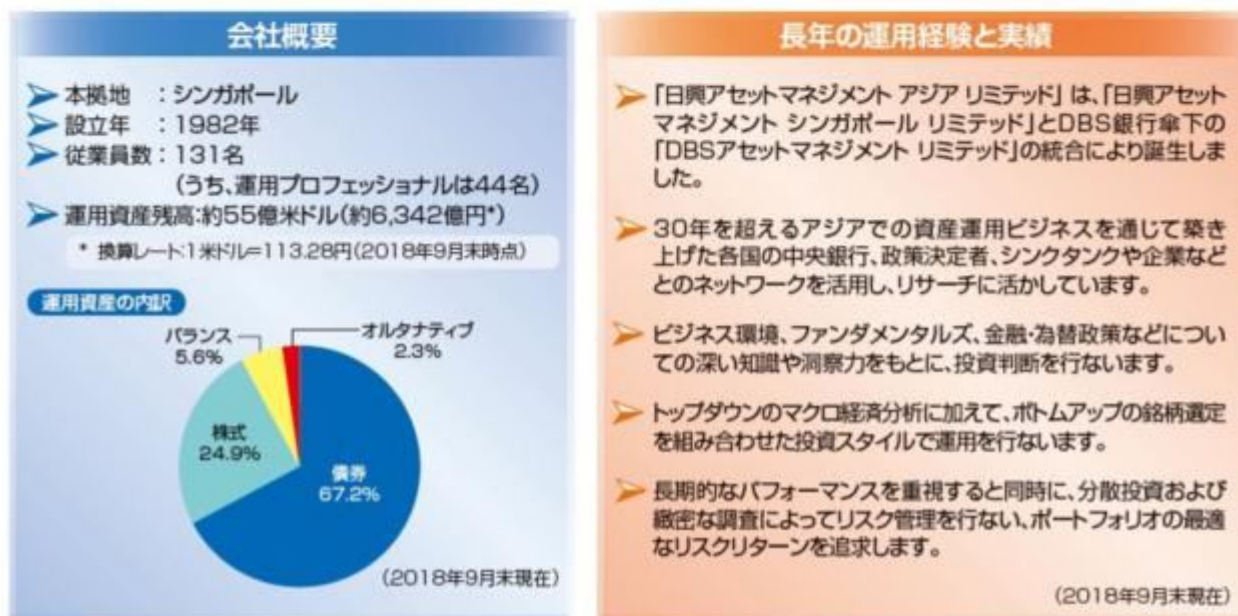 会社概要
➤ 本拠地 ：シンガポール
➤ 設立年 ：1982年
➤ 従業員数：131名
（うち、運用プロフェッショナルは44名）
➤ 運用資産残高:約55億米ドル(約6,342億円*)
* 換算レート:1米ドル=113.28円(2018年9月末時点)
運用資産の内訳
バランス
5.6%
オルタナティブ
2.3%
株式
24.9%
債券
67.2%
(2018年9月末現在)
長年の運用経験と実績
➤ 「日興アセットマネジメント アジア リミテッド」は、「日興アセット
マネジメント シンガポール リミテッド」とDBS銀行傘下の
「DBSアセットマネジメント リミテッド」の統合により誕生しま
した。
➤ 30年を超えるアジアでの資産運用ビジネスを通じて築き
上げた各国の中央銀行、政策決定者、シンクタンクや企業など
とのネットワークを活用し、リサーチに活かしています。
➤ ビジネス環境、ファンダメンタルズ、金融・為替政策などについ
ての深い知識や洞察力をもとに、投資判断を行ないます。
➤ トップダウンのマクロ経済分析に加えて、ボトムアップの銘柄選定
を組み合わせた投資スタイルで運用を行ないます。
➤ 長期的なパフォーマンスを重視すると同時に、分散投資および
緻密な調査によってリスク管理を行ない、ポートフォリオの最適
なリスクリターンを追求します。
(2018年9月末現在)